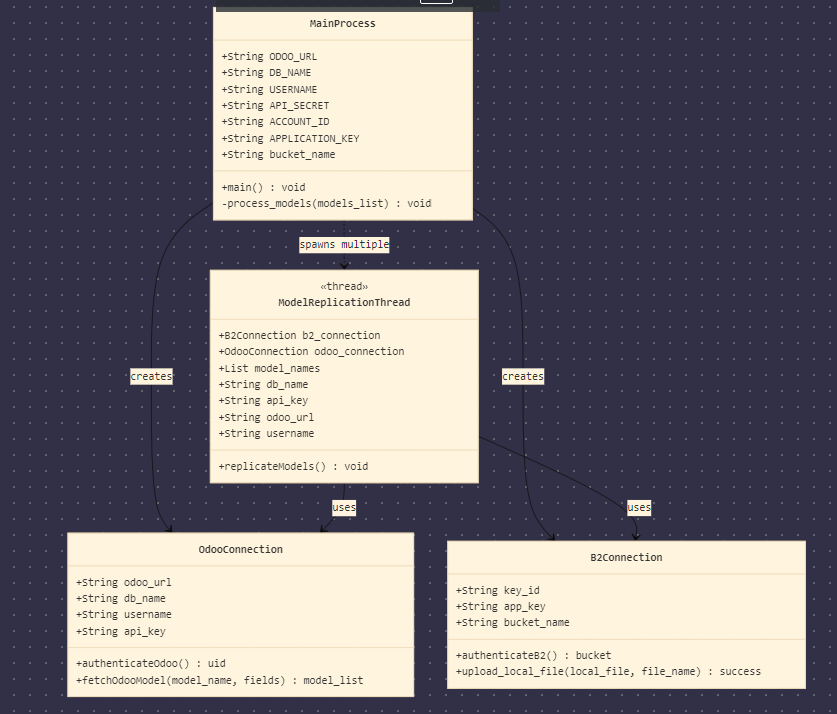 MainProcess
+String ODOO_URL
+String DB_NAME
+String USERNAME
+String API_SECRET
+String ACCOUNT_ID
+String APPLICATION_KEY
+String bucket_name
+main() : void
-process_models(models_list) : void
spawns multiple
«thread»
ModelReplicationThread
+B2Connection b2_connection
+OdooConnection odoo_connection
+List model_names
+String db_name
+String api_key
+String odoo_url
+String username
+replicateModels() : void
creates
creates
uses
uses
OdooConnection
+String odoo_url
+String db_name
+String username
+String api_key
+authenticateOdoo() : uid
+fetchOdooModel(model_name, fields) : model_list
B2Connection
+String key_id
+String app_key
+String bucket_name
+authenticateB2() : bucket
+upload_local_file(local_file, file_name) : success